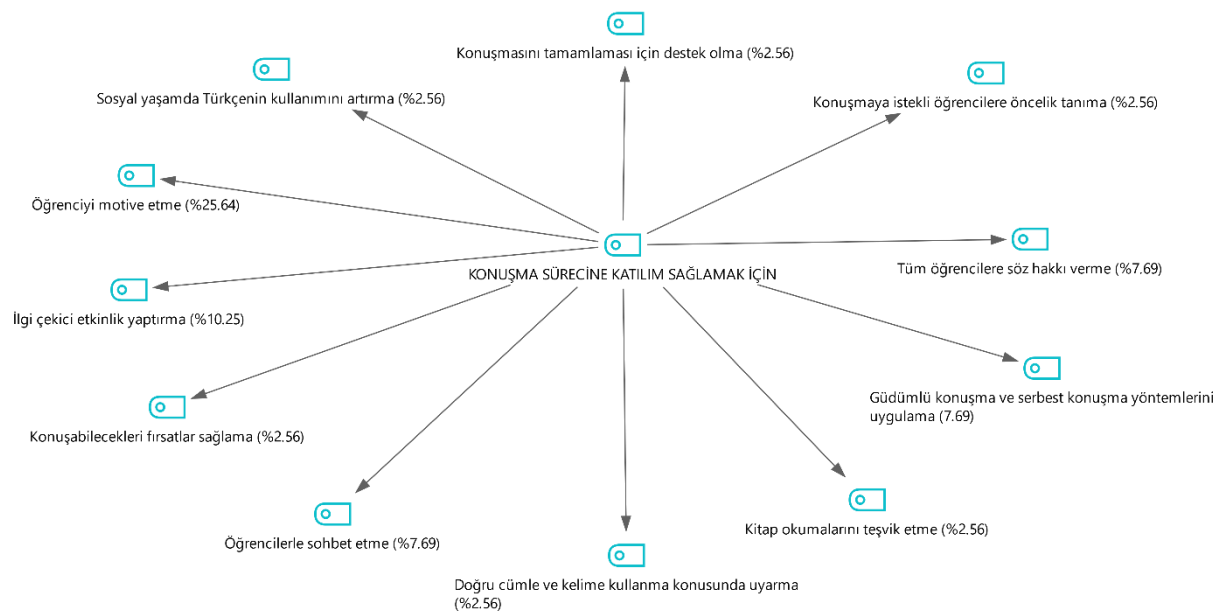 Konuşmasını tamamlaması için destek olma (%2.56)
Sosyal yaşamda Türkçenin kullanımını artırma (%2.56)
Konuşmaya istekli öğrencilere öncelik tanıma (%2.56)
Öğrenciyi motive etme (%25.64)
KONUŞMA SÜRECİNE KATILIM SAĞLAMAK İÇİN
Tüm öğrencilere söz hakkı verme (%7.69)
İlgi çekici etkinlik yaptırma (%10.25)
Güdümlü konuşma ve serbest konuşma yöntemlerini
uygulama (7.69)
Konuşabilecekleri fırsatlar sağlama (%2.56)
Kitap okumalarını teşvik etme (%2.56)
Öğrencilerle sohbet etme (%7.69)
Doğru cümle ve kelime kullanma konusunda uyarma
(%2.56)